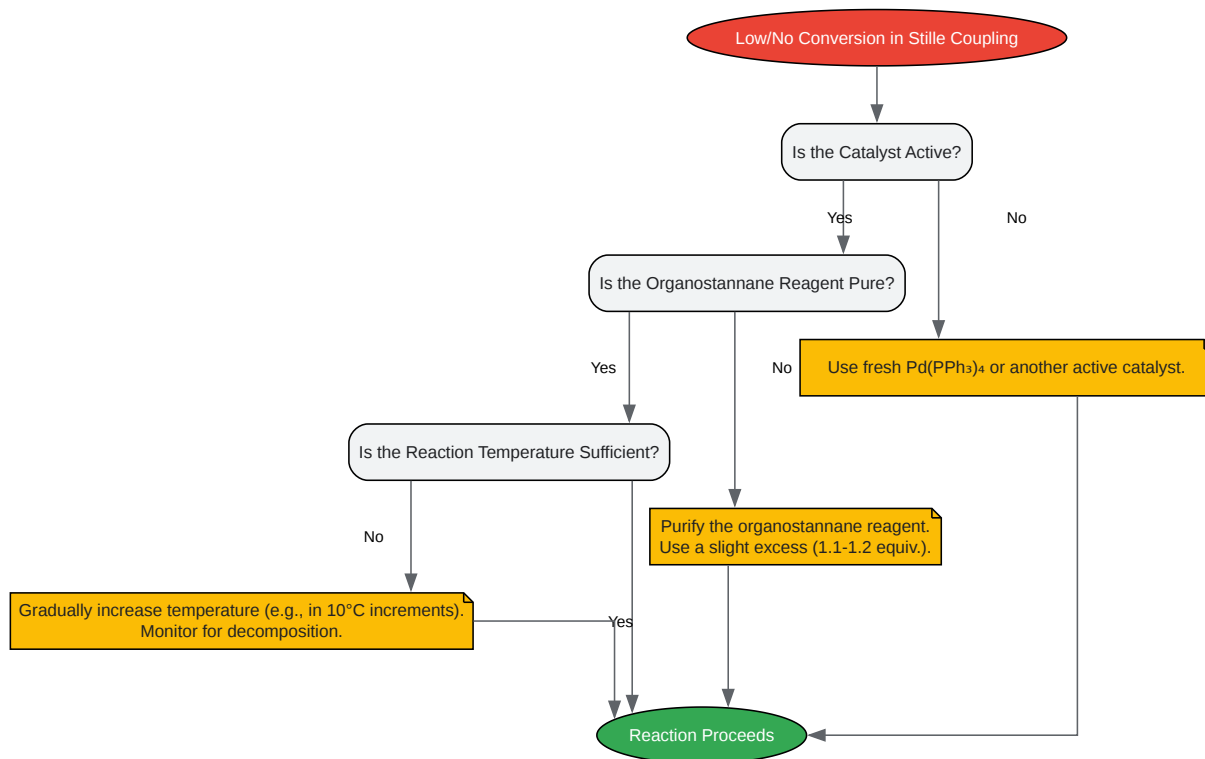 Low/No Conversion in Stille Coupling
Is the Catalyst Active?
Yes
No
Is the Organostannane Reagent Pure?
Yes
No
Use fresh Pd(PPh₃)₄ or another active catalyst.
Is the Reaction Temperature Sufficient?
No
Purify the organostannane reagent.
Use a slight excess (1.1-1.2 equiv.).
Gradually increase temperature (e.g., in 10°C increments).
Monitor for decomposition.
Yes
Reaction Proceeds